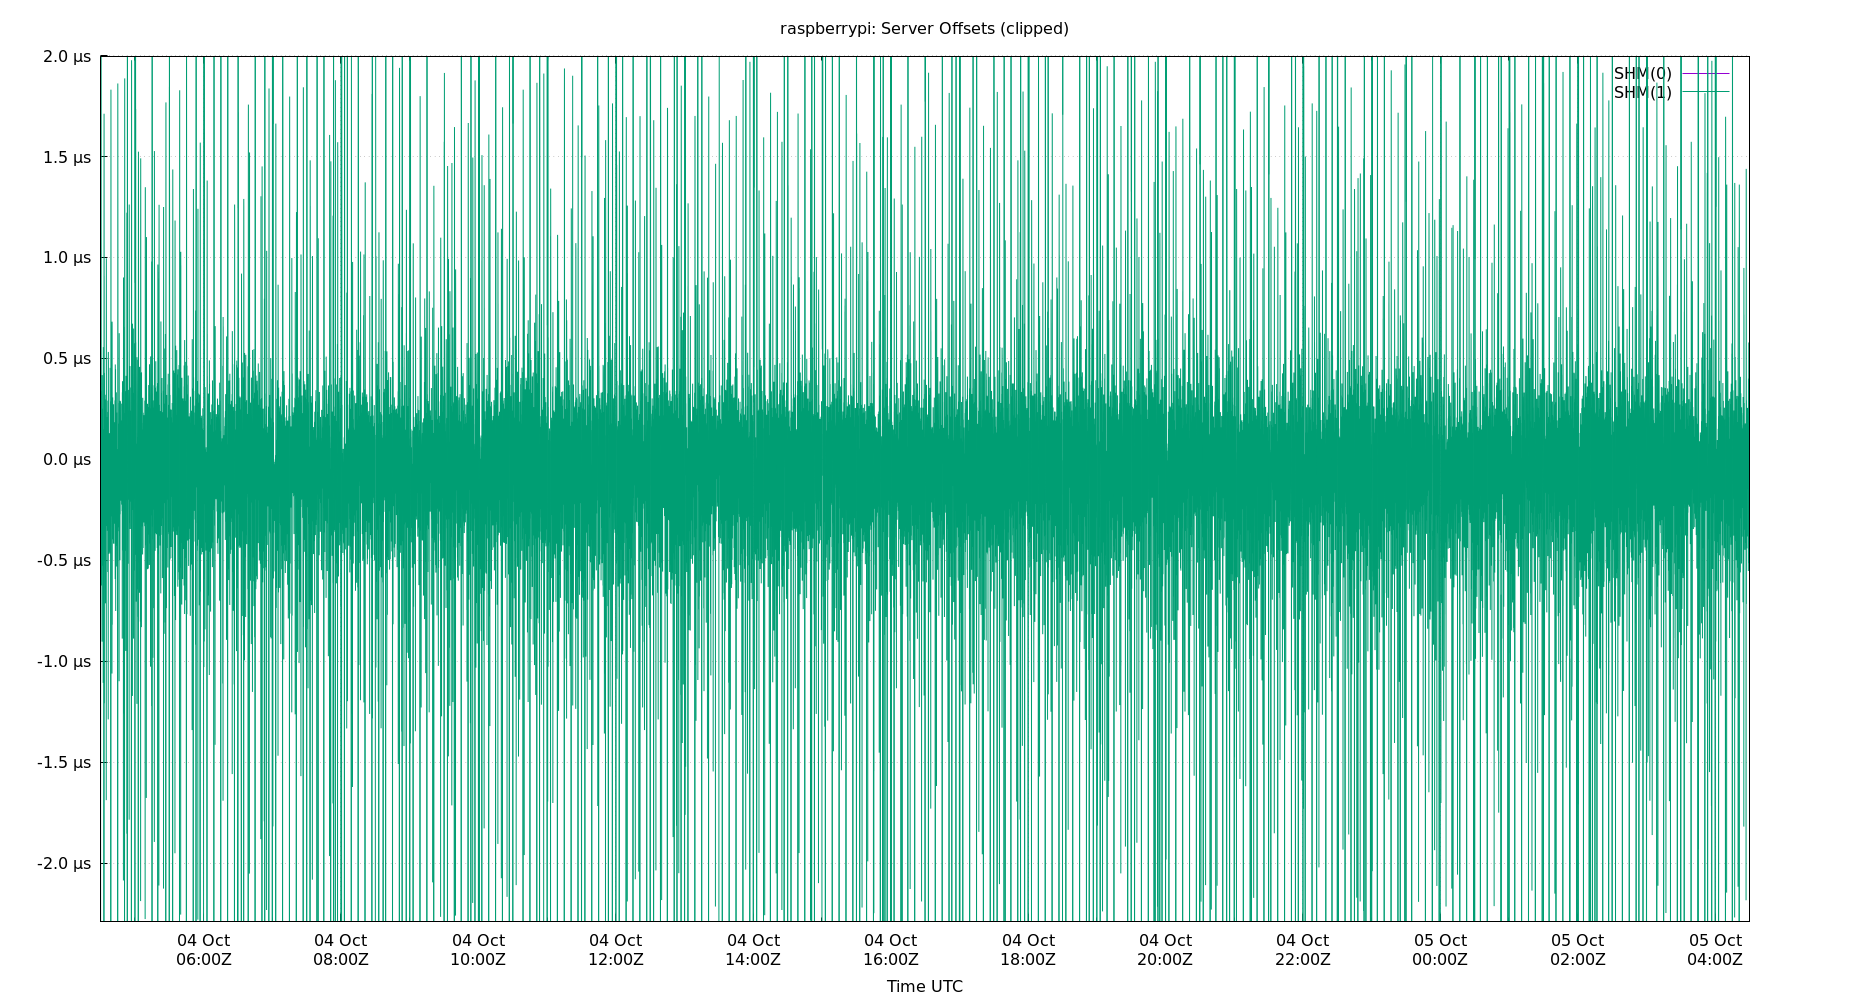 raspberrypi: Server Offsets (clipped)
2.0 µs
1.5 µs
1.0 µs
0.5 µs
0.0 µs
-0.5 µs
-1.0 µs
-1.5 µs
-2.0 µs
SHM(0)
SHM(1)
04 Oct 04 Oct 04 Oct 04 Oct 04 Oct 04 Oct 04 Oct 04 Oct 04 Oct 05 Oct 05 Oct 05 Oct
06:00Z 08:00Z 10:00Z 12:00Z 14:00Z 16:00Z 18:00Z 20:00Z 22:00Z 00:00Z 02:00Z 04:00Z
Time UTC